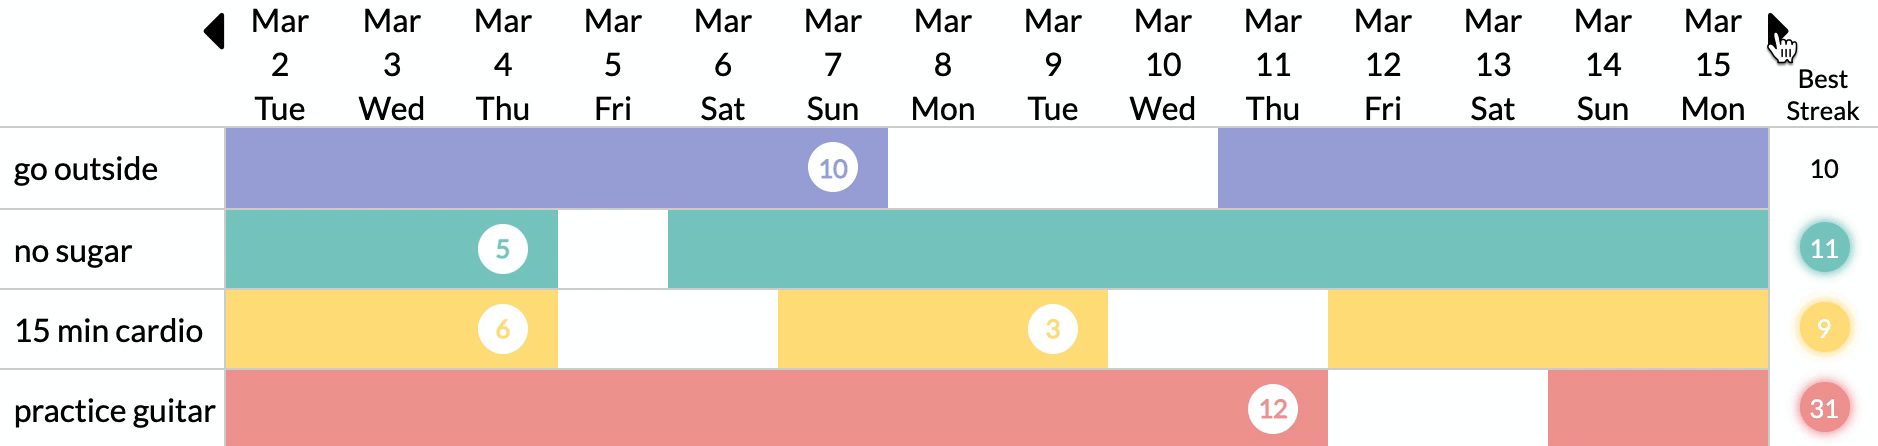 Mar Mar Mar Mar Mar Mar Mar Mar Mar Mar Mar Mar Mar Mar
2 3 4 5 6 7 8 9 10 11 12 13 14 15
Tue Wed Thu Fri Sat Sun Mon Tue Wed Thu Fri Sat Sun Mon
Best
Streak
go outside 10 10
no sugar 5 11
15 min cardio 6 3 9
practice guitar 12 31